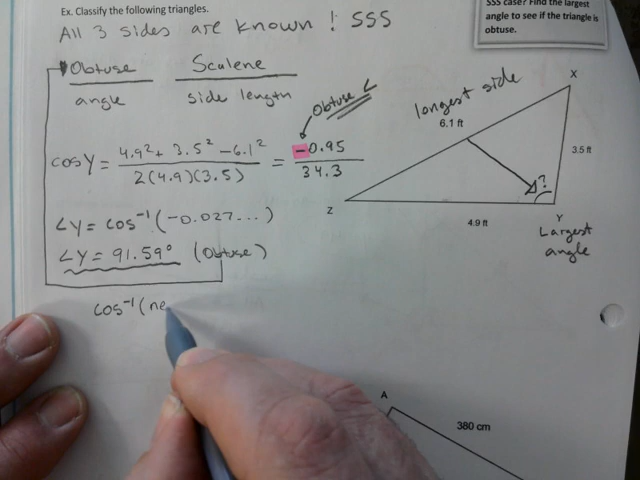 Ex. Classify the following triangles.
SSS case? Find the largest
angle to see if the triangle is
obtuse.
All 3 sides are known! SSS
Obtuse Scalene
angle side length
Obtuse ∠
cos Y = 4.9² + 3.5² - 6.1² / 2(4.9)(3.5) = -0.95 / 34.3
∠Y = cos⁻¹(-0.027...)
∠Y = 91.59° (Obtuse)
cos⁻¹(ne
longest side
6.1 ft
X
3.5 ft
Z
?
4.9 ft
Y
Largest
angle
A
380 cm